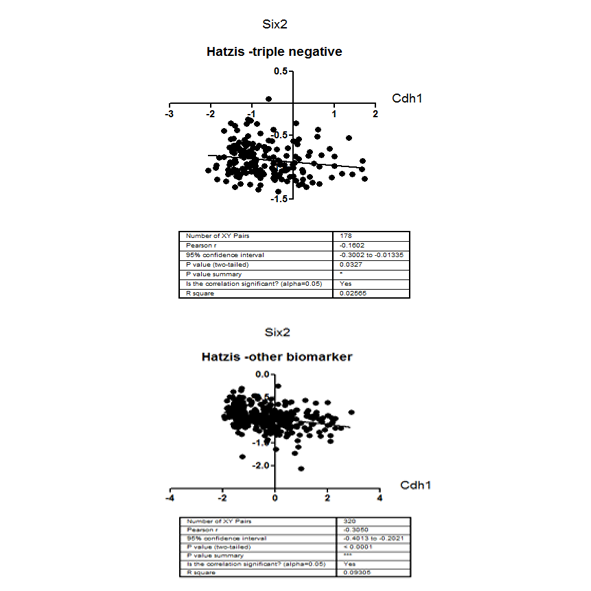 Six2
Hatzis -triple negative
0.5
Cdh1
-3 -2 -1 0 1 2
-0.5
-1.5
Number of XY Pairs 178
Pearson r -0.1602
95% confidence interval -0.3002 to -0.01335
P value (two-tailed) 0.0327
P value summary *
Is the correlation significant? (alpha=0.05) Yes
R square 0.02565
Six2
Hatzis -other biomarker
0.0
-2.0
Cdh1
-4 -2 0 2 4
Number of XY Pairs 320
Pearson r -0.3050
95% confidence interval -0.4013 to -0.2021
P value (two-tailed) < 0.0001
P value summary ***
Is the correlation significant? (alpha=0.05) Yes
R square 0.09305